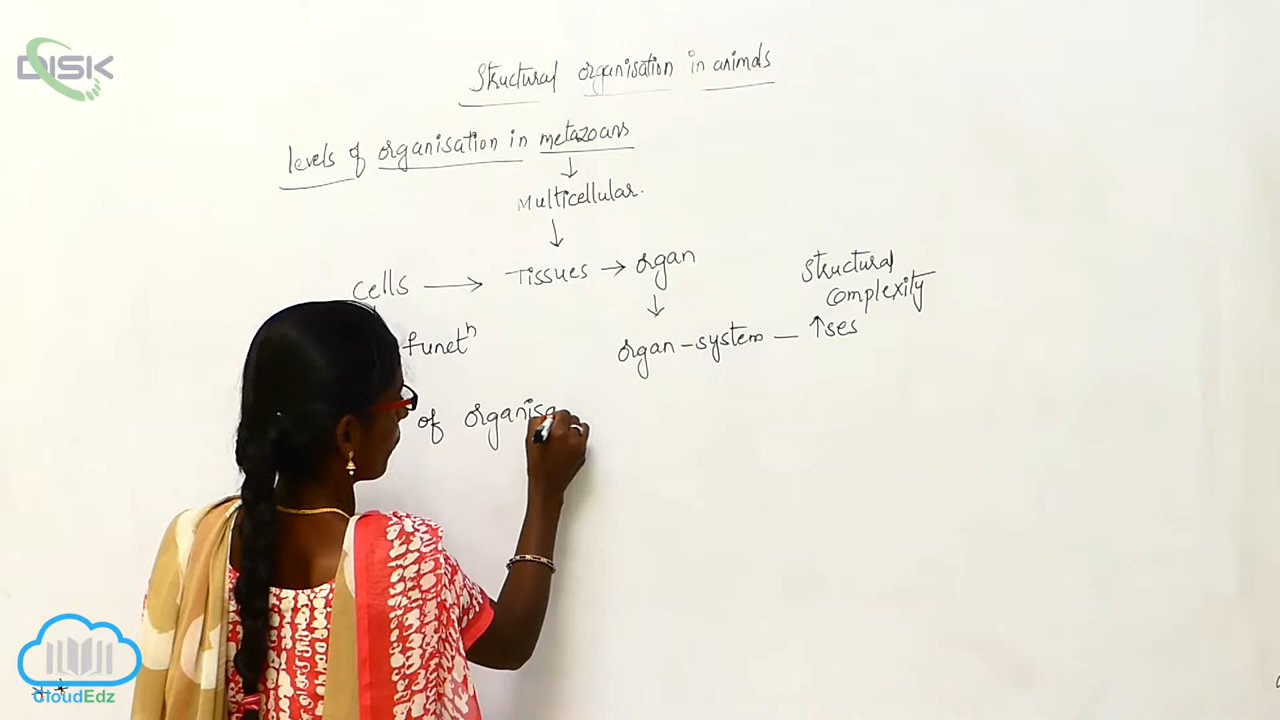 DISK
Structural organisation in animals
levels of organisation in metazoans
↓
Multicellular.
↓
Cells → Tissues → organ
↓
Structural complexity ↑ses
organ-system —
functⁿ
of organisa
CloudEdz